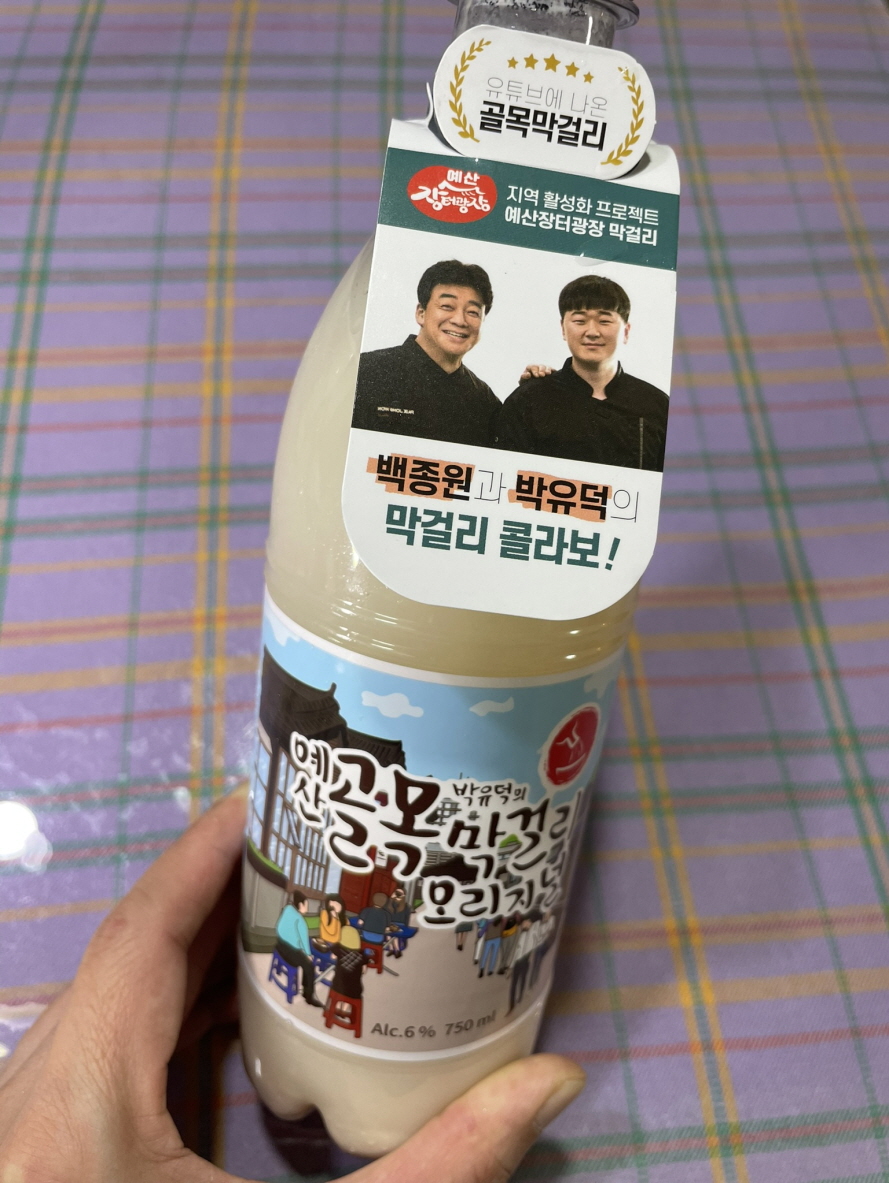 유튜브에 나온
골목막걸리
예산
장터광장
지역 활성화 프로젝트
예산장터광장 막걸리
백종원과 박유덕의
막걸리 콜라보!
예산 골목 박유덕의 막걸리
오리지널
Alc.6% 750 ml